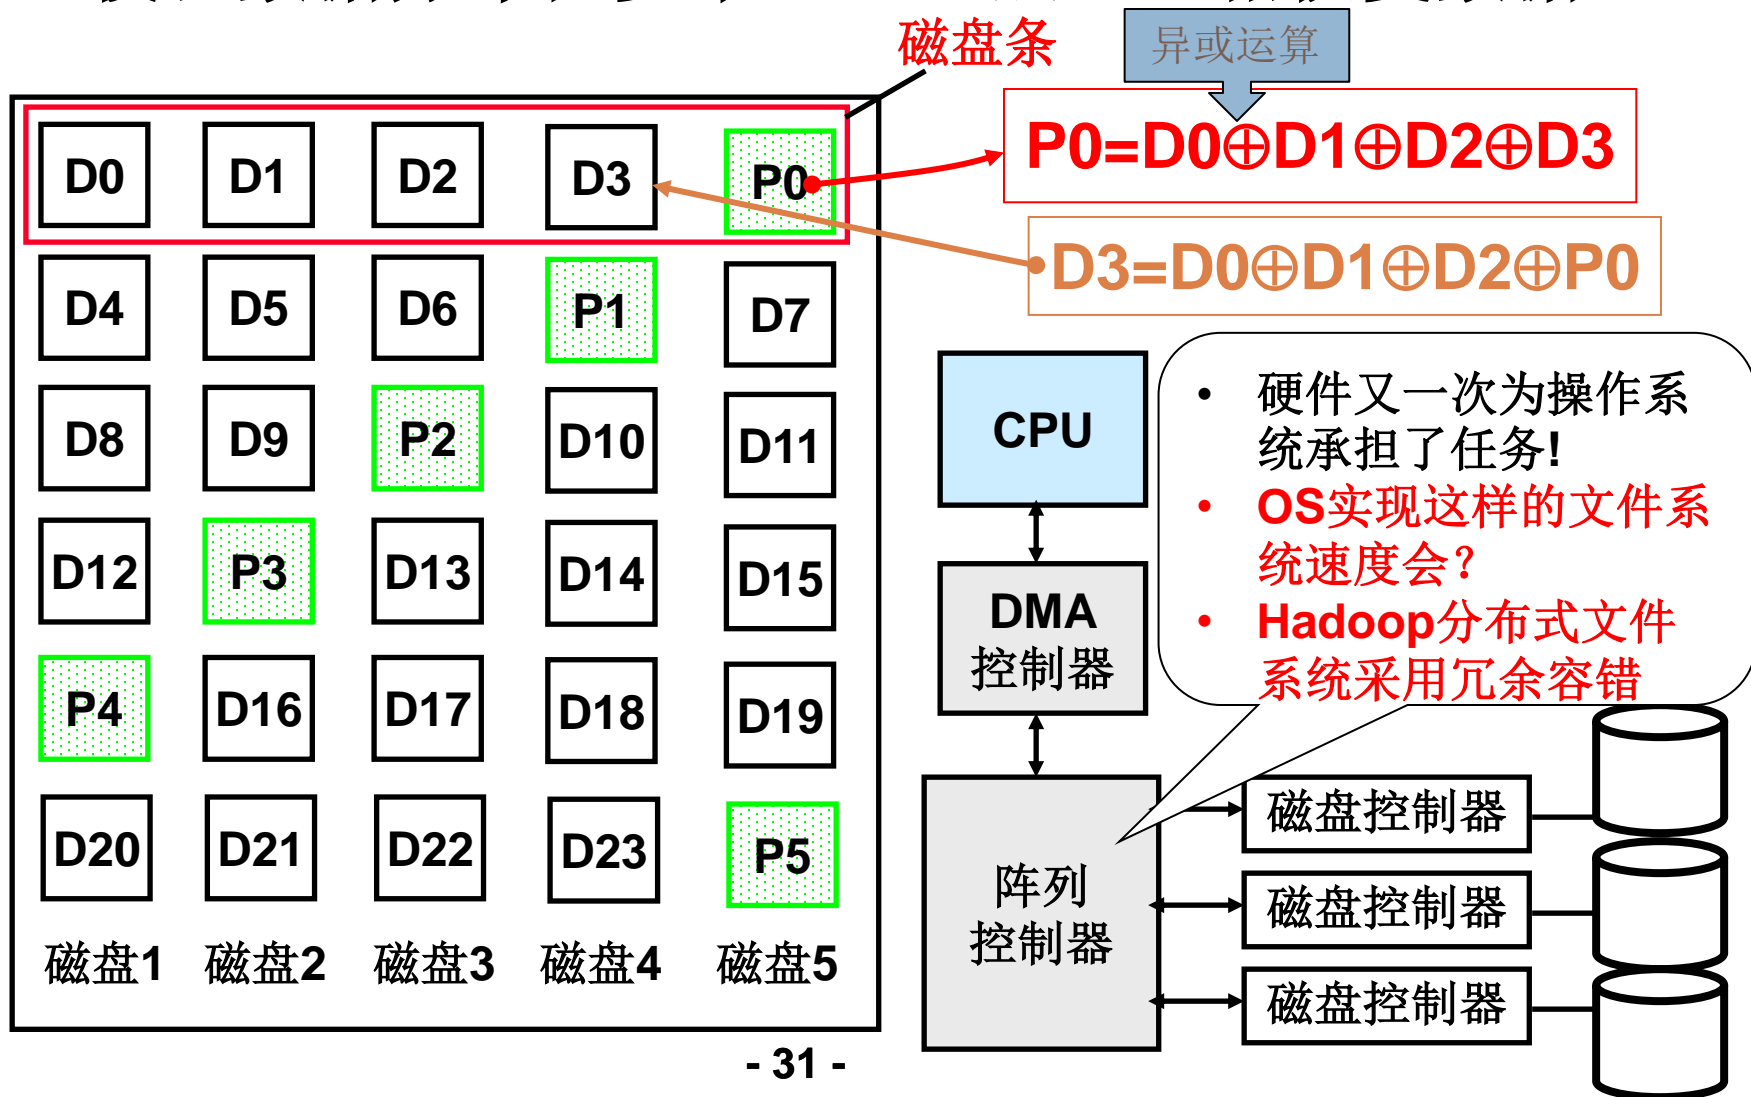 磁盘条
异或运算
P0=D0⊕D1⊕D2⊕D3
D0 D1 D2 D3 P0
D3=D0⊕D1⊕D2⊕P0
D4 D5 D6 P1 D7
D8 D9 P2 D10 D11
D12 P3 D13 D14 D15
P4 D16 D17 D18 D19
D20 D21 D22 D23 P5
磁盘1 磁盘2 磁盘3 磁盘4 磁盘5
CPU
DMA
控制器
阵列
控制器
• 硬件又一次为操作系
统承担了任务!
• OS实现这样的文件系
统速度会?
• Hadoop分布式文件
系统采用冗余容错
磁盘控制器
磁盘控制器
磁盘控制器
- 31 -